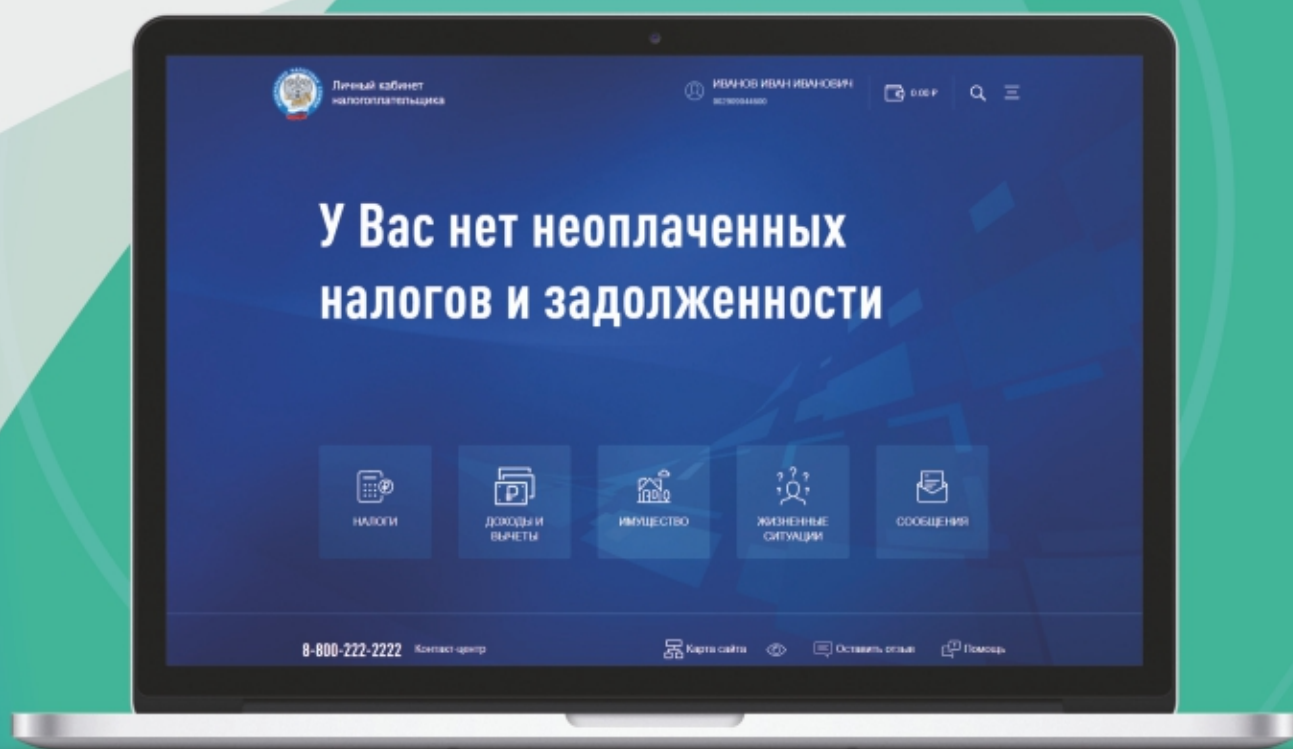 Личный кабинет
налогоплательщика
ИВАНОВ ИВАН ИВАНОВИЧ
0.00 ₽
У Вас нет неоплаченных
налогов и задолженности
НАЛОГИ
ДОХОДЫ И
ВЫЧЕТЫ
ИМУЩЕСТВО
ЖИЗНЕННЫЕ
СИТУАЦИИ
СООБЩЕНИЯ
8-800-222-2222 Контакт-центр
Карта сайта
Оставить отзыв
Помощь